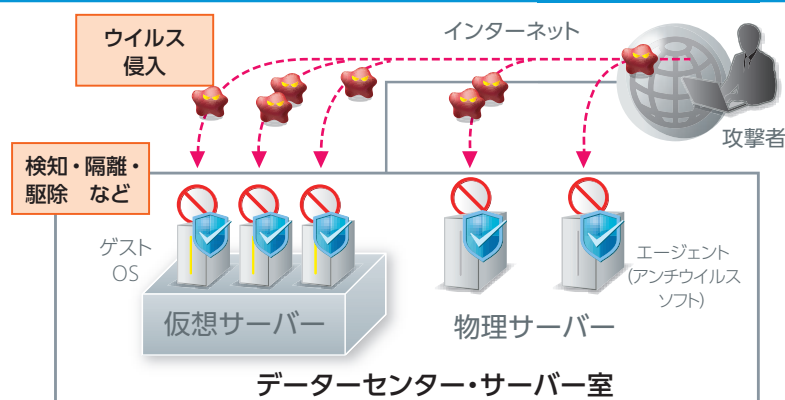 ウイルス
侵入
インターネット
攻撃者
検知・隔離・
駆除 など
ゲスト
OS
エージェント
(アンチウイルス
ソフト)
仮想サーバー
物理サーバー
データーセンター・サーバー室